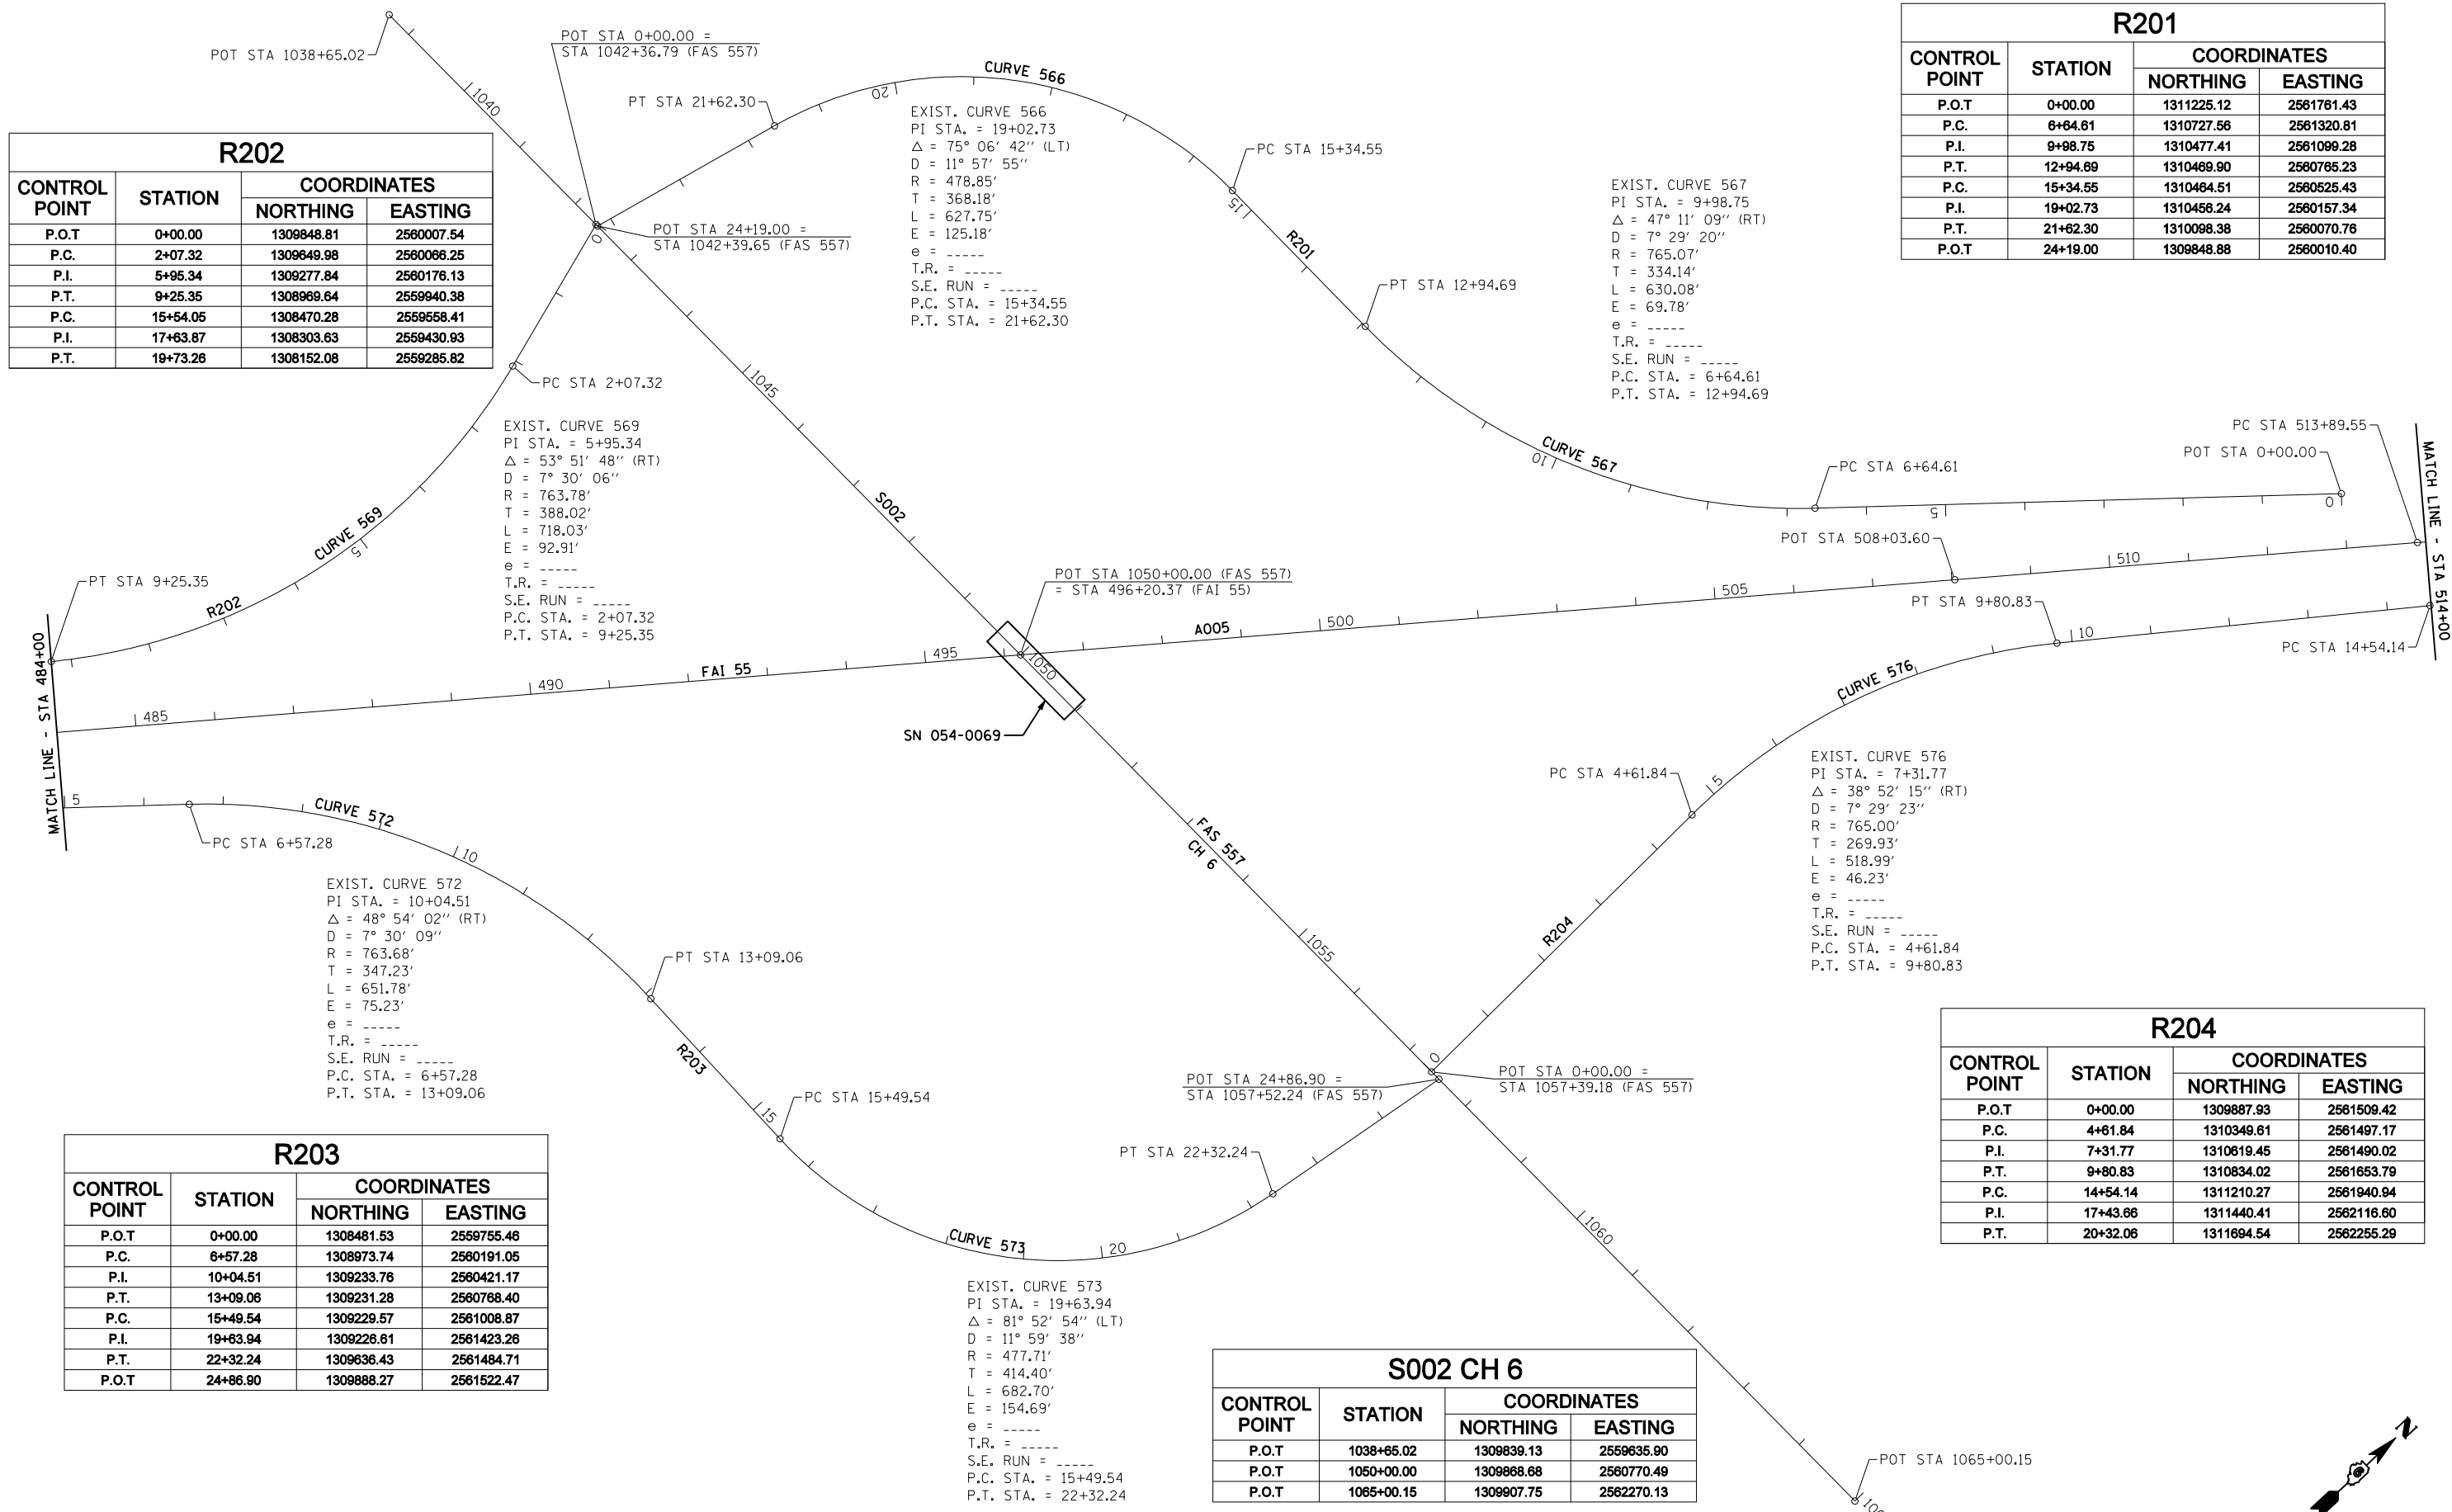 POT STA 1038+65.02
POT STA 0+00.00 =
STA 1042+36.79 (FAS 557)
PT STA 21+62.30
20
CURVE 566
1040
R201
CONTROL POINT STATION COORDINATES
NORTHING EASTING
P.O.T 0+00.00 1311225.12 2561761.43
P.C. 6+64.61 1310727.56 2561320.81
P.I. 9+98.75 1310477.41 2561099.28
P.T. 12+94.69 1310469.90 2560765.23
P.C. 15+34.55 1310464.51 2560525.43
P.I. 19+02.73 1310456.24 2560157.34
P.T. 21+62.30 1310098.38 2560070.76
P.O.T 24+19.00 1309848.88 2560010.40
R202
CONTROL POINT STATION COORDINATES
NORTHING EASTING
P.O.T 0+00.00 1309848.81 2560007.54
P.C. 2+07.32 1309649.98 2560066.25
P.I. 5+95.34 1309277.84 2560176.13
P.T. 9+25.35 1308969.64 2559940.38
P.C. 15+54.05 1308470.28 2559558.41
P.I. 17+63.87 1308303.63 2559430.93
P.T. 19+73.26 1308152.08 2559285.82
EXIST. CURVE 566
PI STA. = 19+02.73
Δ = 75° 06' 42'' (LT)
D = 11° 57' 55''
R = 478.85'
T = 368.18'
L = 627.75'
E = 125.18'
e = _____
T.R. = _____
S.E. RUN = _____
P.C. STA. = 15+34.55
P.T. STA. = 21+62.30
PC STA 15+34.55
15
R201
PT STA 12+94.69
EXIST. CURVE 567
PI STA. = 9+98.75
Δ = 47° 11' 09'' (RT)
D = 7° 29' 20''
R = 765.07'
T = 334.14'
L = 630.08'
E = 69.78'
e = _____
T.R. = _____
S.E. RUN = _____
P.C. STA. = 6+64.61
P.T. STA. = 12+94.69
0
POT STA 24+19.00 =
STA 1042+39.65 (FAS 557)
PC STA 2+07.32
1045
EXIST. CURVE 569
PI STA. = 5+95.34
Δ = 53° 51' 48'' (RT)
D = 7° 30' 06''
R = 763.78'
T = 388.02'
L = 718.03'
E = 92.91'
e = _____
T.R. = _____
S.E. RUN = _____
P.C. STA. = 2+07.32
P.T. STA. = 9+25.35
CURVE 569
5
PT STA 9+25.35
R202
S002
10
CURVE 567
PC STA 6+64.61
5
PC STA 513+89.55
POT STA 0+00.00
0
MATCH LINE - STA 514+00
POT STA 508+03.60
510
POT STA 1050+00.00 (FAS 557)
= STA 496+20.37 (FAI 55)
505
PT STA 9+80.83
10
PC STA 14+54.14
MATCH LINE - STA 484+00
485
490
FAI 55
495
1050
A005
500
SN 054-0069
CURVE 576
PC STA 4+61.84
5
EXIST. CURVE 576
PI STA. = 7+31.77
Δ = 38° 52' 15'' (RT)
D = 7° 29' 23''
R = 765.00'
T = 269.93'
L = 518.99'
E = 46.23'
e = _____
T.R. = _____
S.E. RUN = _____
P.C. STA. = 4+61.84
P.T. STA. = 9+80.83
5
PC STA 6+57.28
CURVE 572
10
EXIST. CURVE 572
PI STA. = 10+04.51
Δ = 48° 54' 02'' (RT)
D = 7° 30' 09''
R = 763.68'
T = 347.23'
L = 651.78'
E = 75.23'
e = _____
T.R. = _____
S.E. RUN = _____
P.C. STA. = 6+57.28
P.T. STA. = 13+09.06
PT STA 13+09.06
R203
15
PC STA 15+49.54
FAS 557
CH 6
1055
R204
0
POT STA 24+86.90 =
STA 1057+52.24 (FAS 557)
POT STA 0+00.00 =
STA 1057+39.18 (FAS 557)
PT STA 22+32.24
CURVE 573
20
1060
R204
CONTROL POINT STATION COORDINATES
NORTHING EASTING
P.O.T 0+00.00 1309887.93 2561509.42
P.C. 4+61.84 1310349.61 2561497.17
P.I. 7+31.77 1310619.45 2561490.02
P.T. 9+80.83 1310834.02 2561653.79
P.C. 14+54.14 1311210.27 2561940.94
P.I. 17+43.66 1311440.41 2562116.60
P.T. 20+32.06 1311694.54 2562255.29
R203
CONTROL POINT STATION COORDINATES
NORTHING EASTING
P.O.T 0+00.00 1308481.53 2559755.46
P.C. 6+57.28 1308973.74 2560191.05
P.I. 10+04.51 1309233.76 2560421.17
P.T. 13+09.06 1309231.28 2560768.40
P.C. 15+49.54 1309229.57 2561008.87
P.I. 19+63.94 1309226.61 2561423.26
P.T. 22+32.24 1309636.43 2561484.71
P.O.T 24+86.90 1309888.27 2561522.47
EXIST. CURVE 573
PI STA. = 19+63.94
Δ = 81° 52' 54'' (LT)
D = 11° 59' 38''
R = 477.71'
T = 414.40'
L = 682.70'
E = 154.69'
e = _____
T.R. = _____
S.E. RUN = _____
P.C. STA. = 15+49.54
P.T. STA. = 22+32.24
S002 CH 6
CONTROL POINT STATION COORDINATES
NORTHING EASTING
P.O.T 1038+65.02 1309839.13 2559635.90
P.O.T 1050+00.00 1309868.68 2560770.49
P.O.T 1065+00.15 1309907.75 2562270.13
POT STA 1065+00.15
N